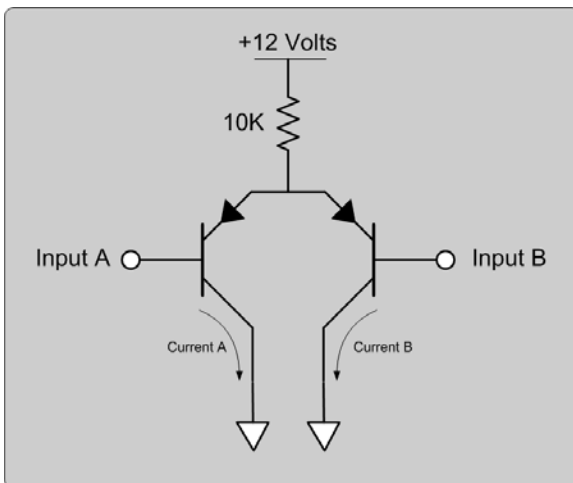 +12 Volts
10K
Input A
Input B
Current A
Current B